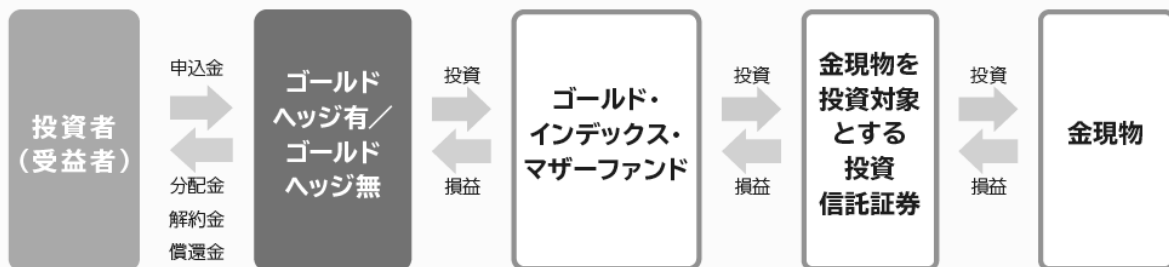 投資者
（受益者）
申込金
分配金
解約金
償還金
ゴールド
ヘッジ有／
ゴールド
ヘッジ無
投資
損益
ゴールド・
インデックス・
マザーファンド
投資
損益
金現物を
投資対象
とする
投資
信託証券
投資
損益
金現物